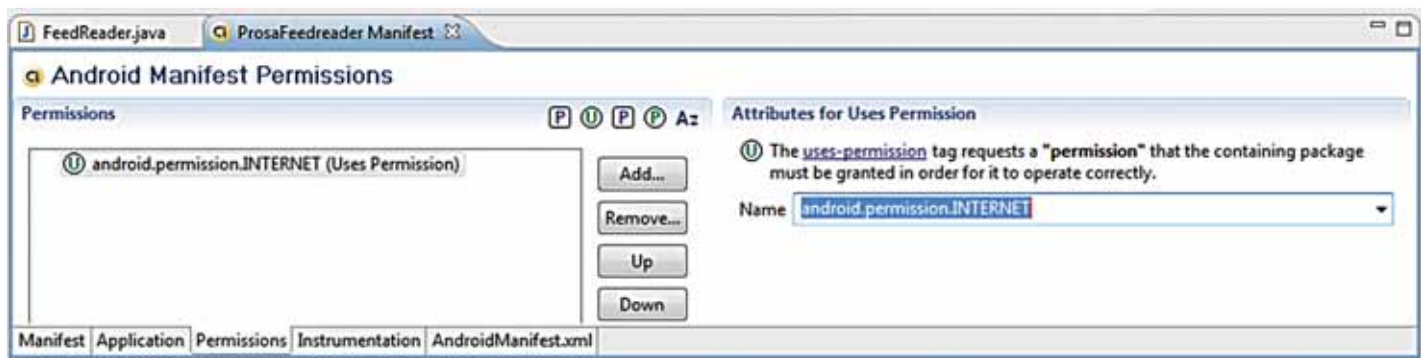 FeedReader.java ProsaFeedreader Manifest
Android Manifest Permissions
Permissions
P U P P Az
U android.permission.INTERNET (Uses Permission)
Add...
Remove...
Up
Down
Attributes for Uses Permission
U The uses-permission tag requests a "permission" that the containing package
must be granted in order for it to operate correctly.
Name android.permission.INTERNET
Manifest Application Permissions Instrumentation AndroidManifest.xml